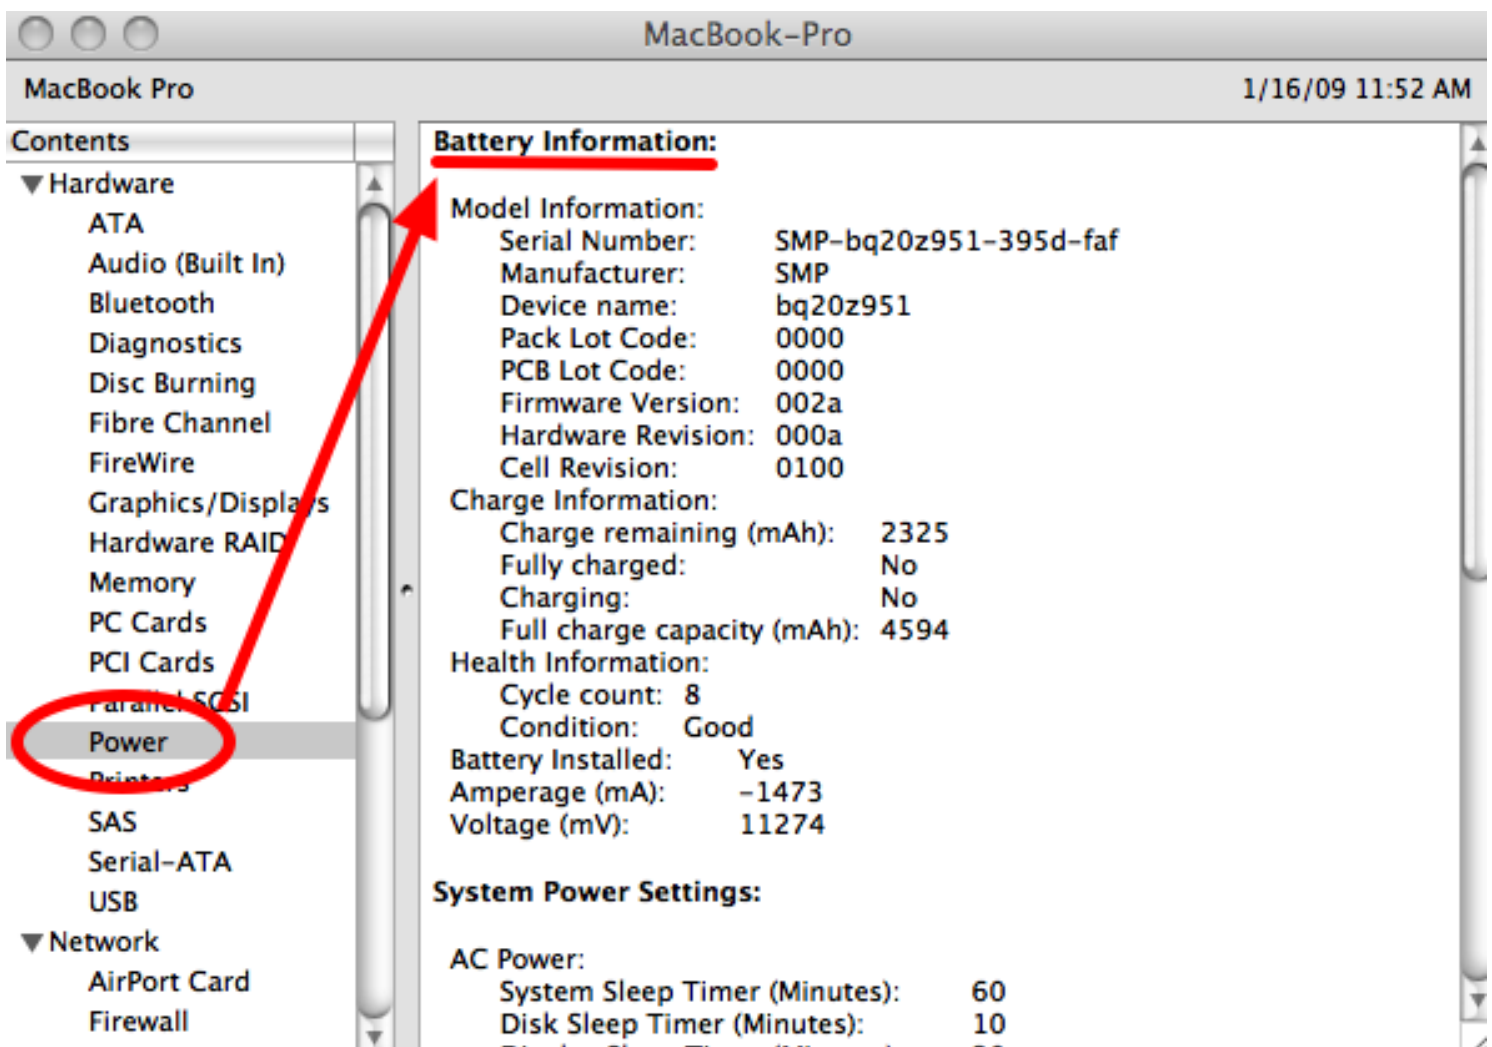 MacBook-Pro
MacBook Pro
1/16/09 11:52 AM
Contents
Hardware
ATA
Audio (Built In)
Bluetooth
Diagnostics
Disc Burning
Fibre Channel
FireWire
Graphics/Displays
Hardware RAID
Memory
PC Cards
PCI Cards
Parallel SCSI
Power
Printers
SAS
Serial-ATA
USB
Network
AirPort Card
Firewall
Battery Information:
Model Information:
Serial Number: SMP-bq20z951-395d-faf
Manufacturer: SMP
Device name: bq20z951
Pack Lot Code: 0000
PCB Lot Code: 0000
Firmware Version: 002a
Hardware Revision: 000a
Cell Revision: 0100
Charge Information:
Charge remaining (mAh): 2325
Fully charged: No
Charging: No
Full charge capacity (mAh): 4594
Health Information:
Cycle count: 8
Condition: Good
Battery Installed: Yes
Amperage (mA): -1473
Voltage (mV): 11274
System Power Settings:
AC Power:
System Sleep Timer (Minutes): 60
Disk Sleep Timer (Minutes): 10